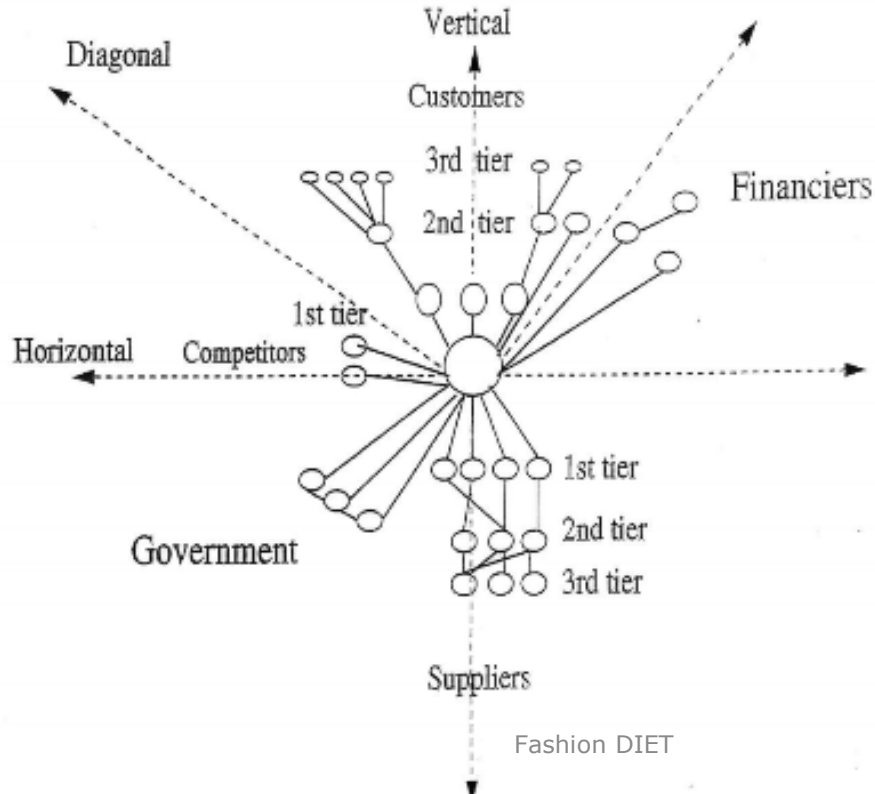 Vertical
Diagonal
Customers
3rd tier
Financiers
2nd tier
1st tier
Horizontal
Competitors
1st tier
2nd tier
Government
3rd tier
Suppliers
Fashion DIET